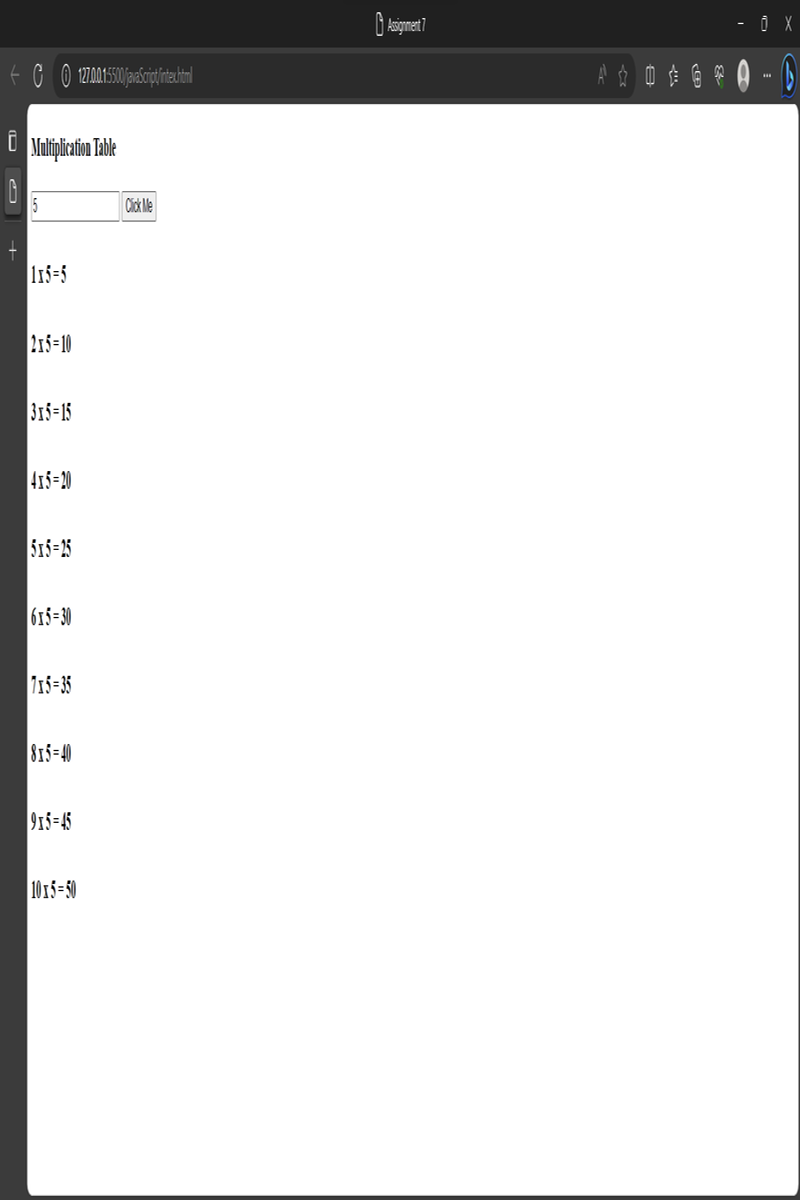 Assignment 7
127.0.0.1:5500/javaScript/intex.html
Multiplication Table
5 Click Me
1 x 5 = 5
2 x 5 = 10
3 x 5 = 15
4 x 5 = 20
5 x 5 = 25
6 x 5 = 30
7 x 5 = 35
8 x 5 = 40
9 x 5 = 45
10 x 5 = 50